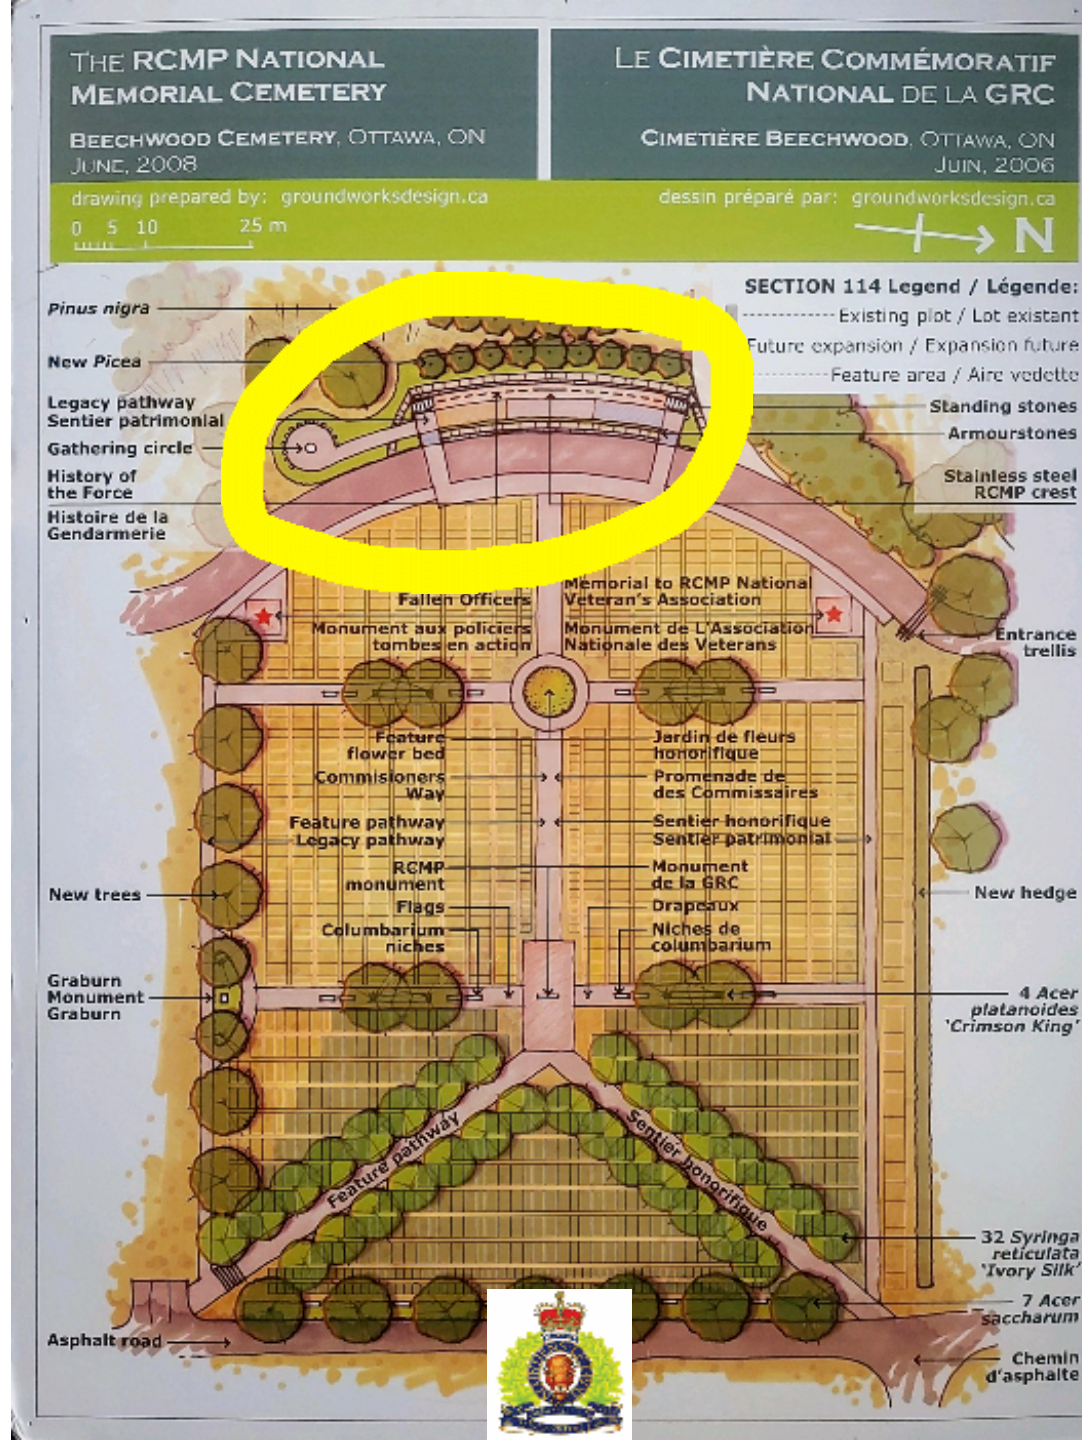 THE RCMP NATIONAL
MEMORIAL CEMETERY
BEECHWOOD CEMETERY, OTTAWA, ON
JUNE, 2008
LE CIMETIÈRE COMMÉMORATIF
NATIONAL DE LA GRC
CIMETIÈRE BEECHWOOD, OTTAWA, ON
JUIN, 2006
drawing prepared by: groundworksdesign.ca
dessin préparé par: groundworksdesign.ca
0 5 10 25 m
N
SECTION 114 Legend / Légende:
Existing plot / Lot existant
Future expansion / Expansion future
Feature area / Aire vedette
Pinus nigra
New Picea
Legacy pathway
Sentier patrimonial
Gathering circle
History of
the Force
Histoire de la
Gendarmerie
Standing stones
Armourstones
Stainless steel
RCMP crest
Fallen Officers
Monument aux policiers
tombes en action
Memorial to RCMP National
Veteran's Association
Monument de L'Association
Nationale des Veterans
Entrance
trellis
Feature
flower bed
Jardin de fleurs
honorifique
Commisioners
Way
Promenade de
des Commissaires
Feature pathway
Legacy pathway
Sentier honorifique
Sentier patrimonial
RCMP
monument
Monument
de la GRC
Flags
Drapeaux
Columbarium
niches
Niches de
columbarium
New trees
New hedge
Graburn
Monument
Graburn
4 Acer
platanoides
'Crimson King'
Feature pathway
Sentier honorifique
32 Syringa
reticulata
'Ivory Silk'
7 Acer
saccharum
Asphalt road
Chemin
d'asphalte